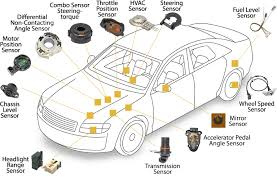 Differential
Non-Contacting
Angle Sensor
Combo Sensor
Steering-
torque
Throttle
Position
Sensor
HVAC
Sensor
Steering
Sensor
Fuel Level
Sensor
Motor
Position
Sensor
Chassis
Level
Sensor
Wheel Speed
Sensor
Mirror
Sensor
Accelerator Pedal
Angle Sensor
Headlight
Range
Sensor
Transmission
Sensor